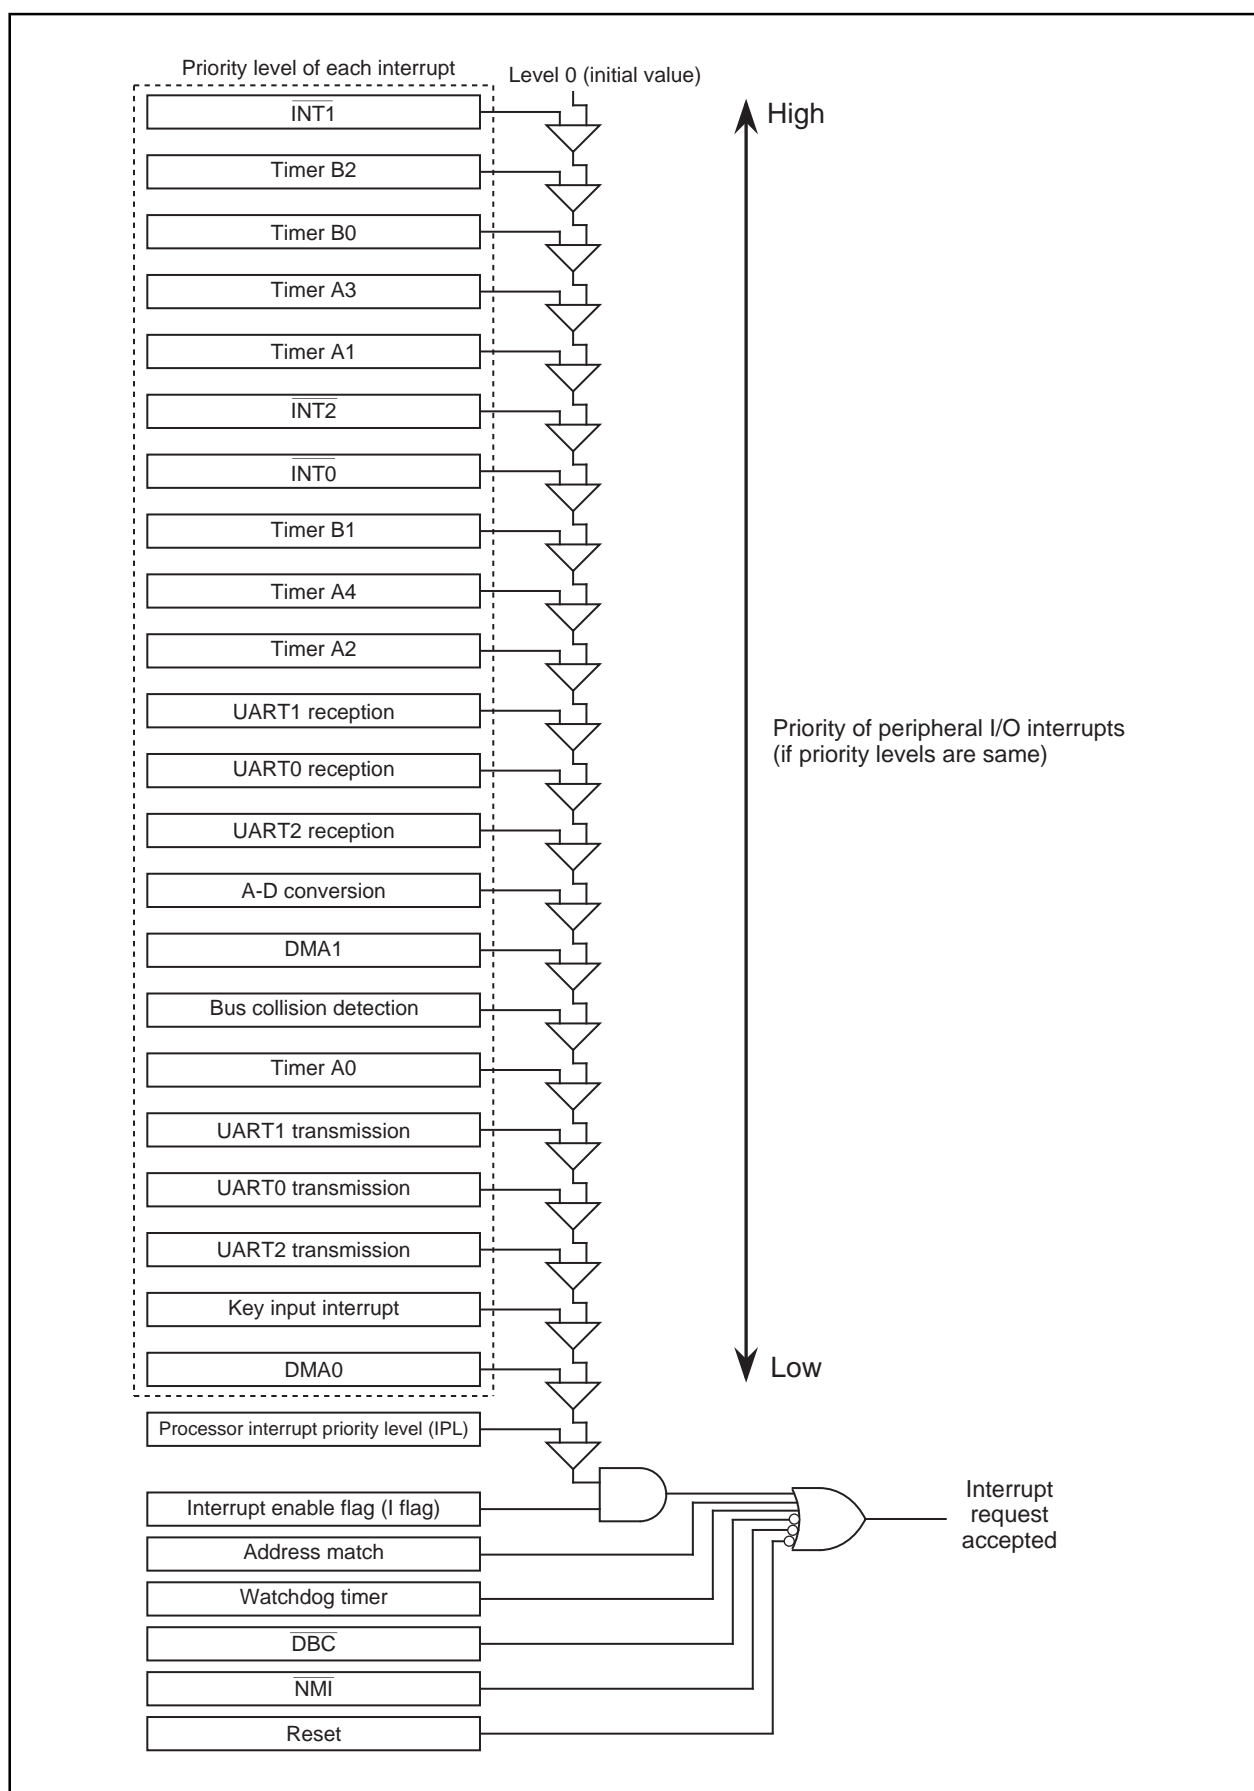 Priority level of each interrupt
Level 0 (initial value)
INT1
High
Timer B2
Timer B0
Timer A3
Timer A1
INT2
INT0
Timer B1
Timer A4
Timer A2
UART1 reception
Priority of peripheral I/O interrupts
(if priority levels are same)
UART0 reception
UART2 reception
A-D conversion
DMA1
Bus collision detection
Timer A0
UART1 transmission
UART0 transmission
UART2 transmission
Key input interrupt
DMA0
Low
Processor interrupt priority level (IPL)
Interrupt enable flag (I flag)
Interrupt
request
accepted
Address match
Watchdog timer
DBC
NMI
Reset